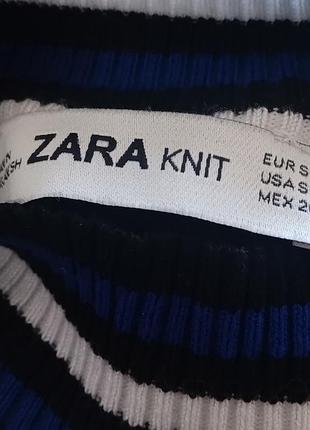 ZARA KNIT
EUR S
USA S
MEX 2